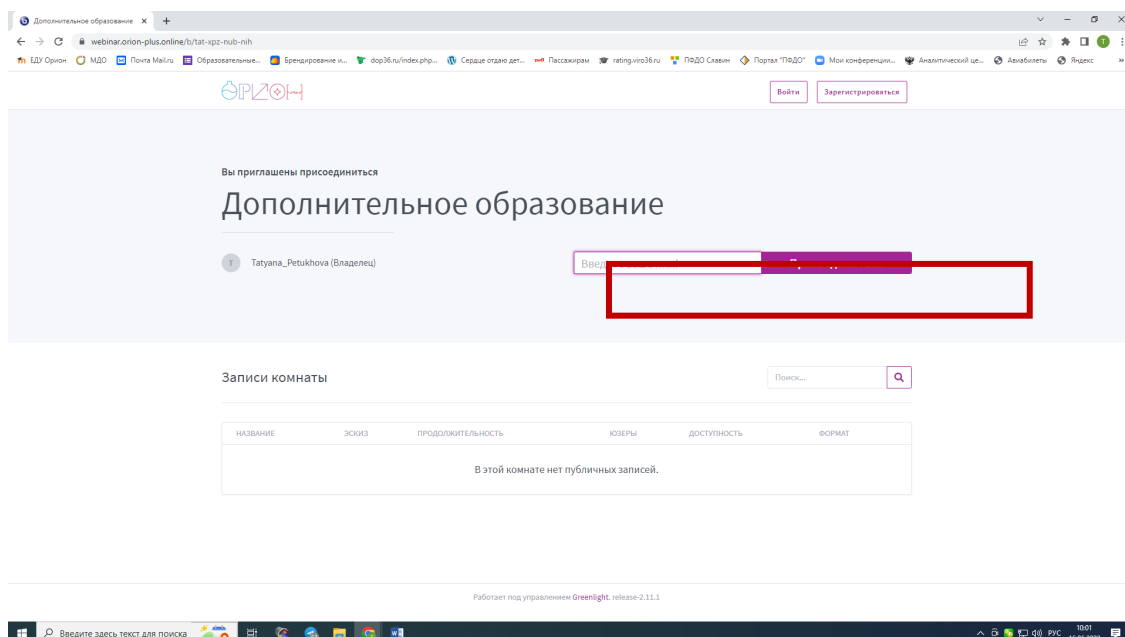 Дополнительное образование
webinar.orion-plus.online/b/tat-xpz-nub-nih
ЕДУ Орион МДО Почта Mail.ru Образовательные... Брендирование и... dop36.ru/index.php... Сердце отдаю дет... Пассажирам rating.viro36.ru ПФДО Славин Портал "ПФДО" Мои конференции... Аналитический це... Авиабилеты Яндекс
ОРИОН Войти Зарегистрироваться
Вы приглашены присоединиться
Дополнительное образование
T Tatyana_Petukhova (Владелец)
Записи комнаты Поиск...
НАЗВАНИЕ ЭСКИЗ ПРОДОЛЖИТЕЛЬНОСТЬ ЮЗЕРЫ ДОСТУПНОСТЬ ФОРМАТ
В этой комнате нет публичных записей.
Работает под управлением Greenlight. release-2.11.1
Введите здесь текст для поиска РУС 10:01